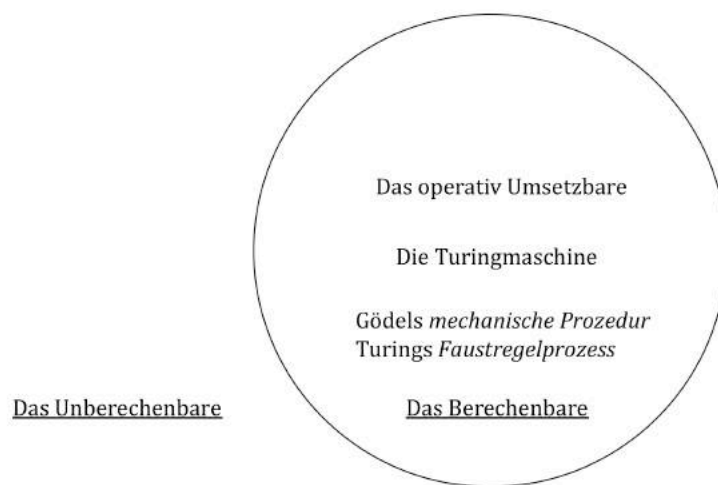 Das operativ Umsetzbare
Die Turingmaschine
Gödels mechanische Prozedur
Turings Faustregelprozess
Das Unberechenbare
Das Berechenbare